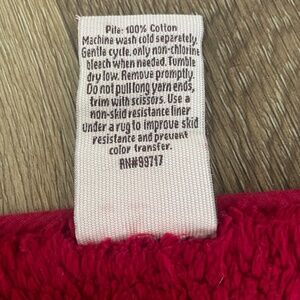 Pile: 100% Cotton
Machine wash cold separately.
Gentle cycle, only non-chlorine
bleach when needed. Tumble
dry low. Remove promptly.
Do not pull long yarn ends,
trim with scissors. Use a
non-skid resistance liner
under a rug to improve skid
resistance and prevent
color transfer.
RN#99717